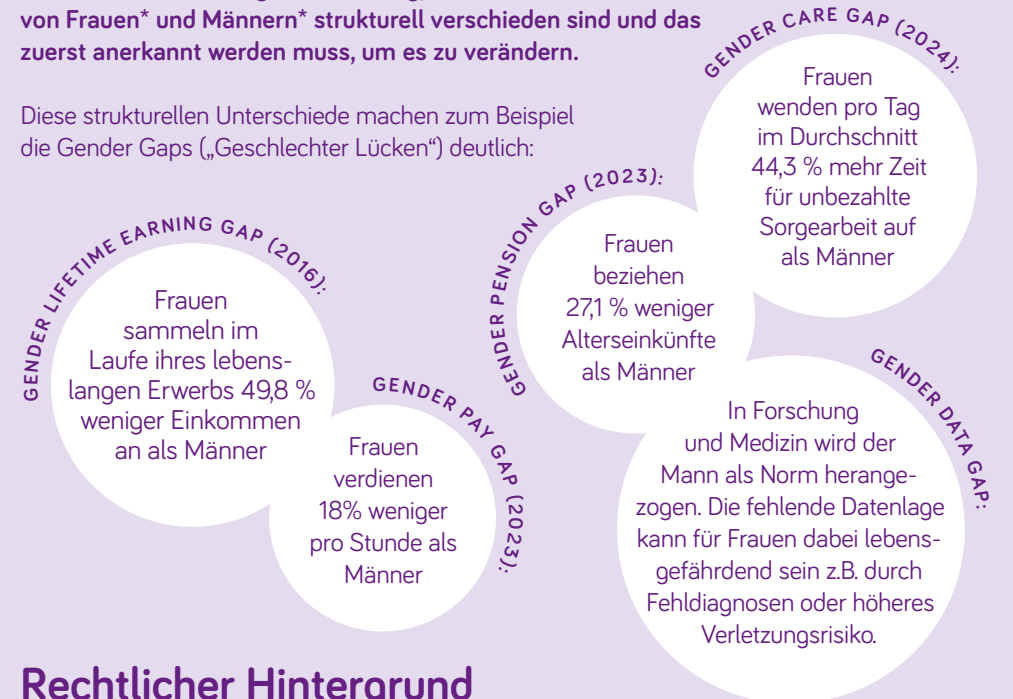 von Frauen* und Männern* strukturell verschieden sind und das
zuerst anerkannt werden muss, um es zu verändern.
Diese strukturellen Unterschiede machen zum Beispiel
die Gender Gaps („Geschlechter Lücken“) deutlich:
GENDER CARE GAP (2024):
Frauen
wenden pro Tag
im Durchschnitt
44,3 % mehr Zeit
für unbezahlte
Sorgearbeit auf
als Männer
GENDER PENSION GAP (2023):
Frauen
beziehen
27,1 % weniger
Alterseinkünfte
als Männer
GENDER LIFETIME EARNING GAP (2016):
Frauen
sammeln im
Laufe ihres lebens-
langen Erwerbs 49,8 %
weniger Einkommen
an als Männer
GENDER PAY GAP (2023):
Frauen
verdienen
18% weniger
pro Stunde als
Männer
GENDER DATA GAP:
In Forschung
und Medizin wird der
Mann als Norm herange-
zogen. Die fehlende Datenlage
kann für Frauen dabei lebens-
gefährdend sein z.B. durch
Fehldiagnosen oder höheres
Verletzungsrisiko.
Rechtlicher Hintergrund